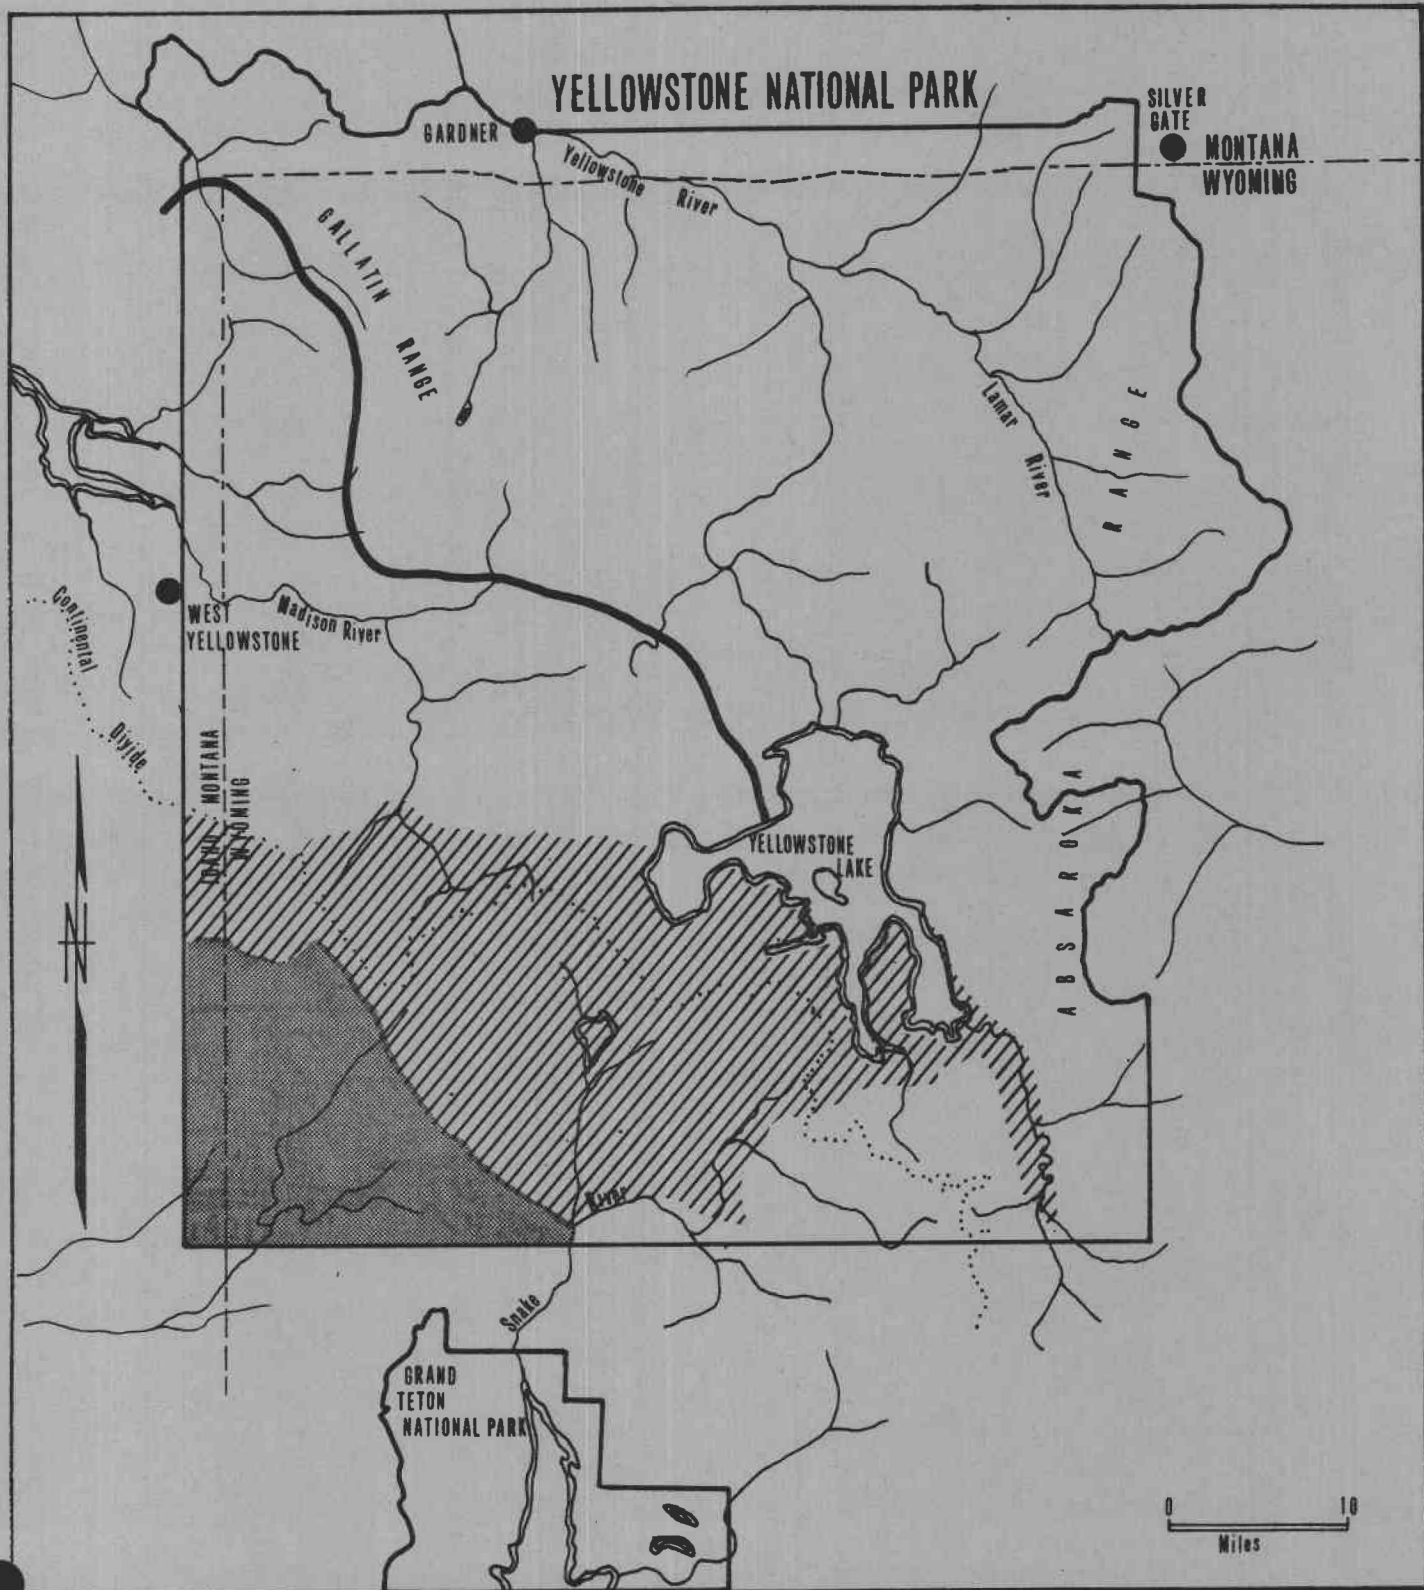 YELLOWSTONE NATIONAL PARK
SILVER
GATE
GARDNER
MONTANA
WYOMING
Yellowstone
River
GALLATIN
RANGE
Lamar
River
RANGE
Continental
Divide
WEST
YELLOWSTONE
Madison River
IDAHO MONTANA
WYOMING
YELLOWSTONE
LAKE
ABSAROKA
N
River
Snake
GRAND
TETON
NATIONAL PARK
0 10
Miles